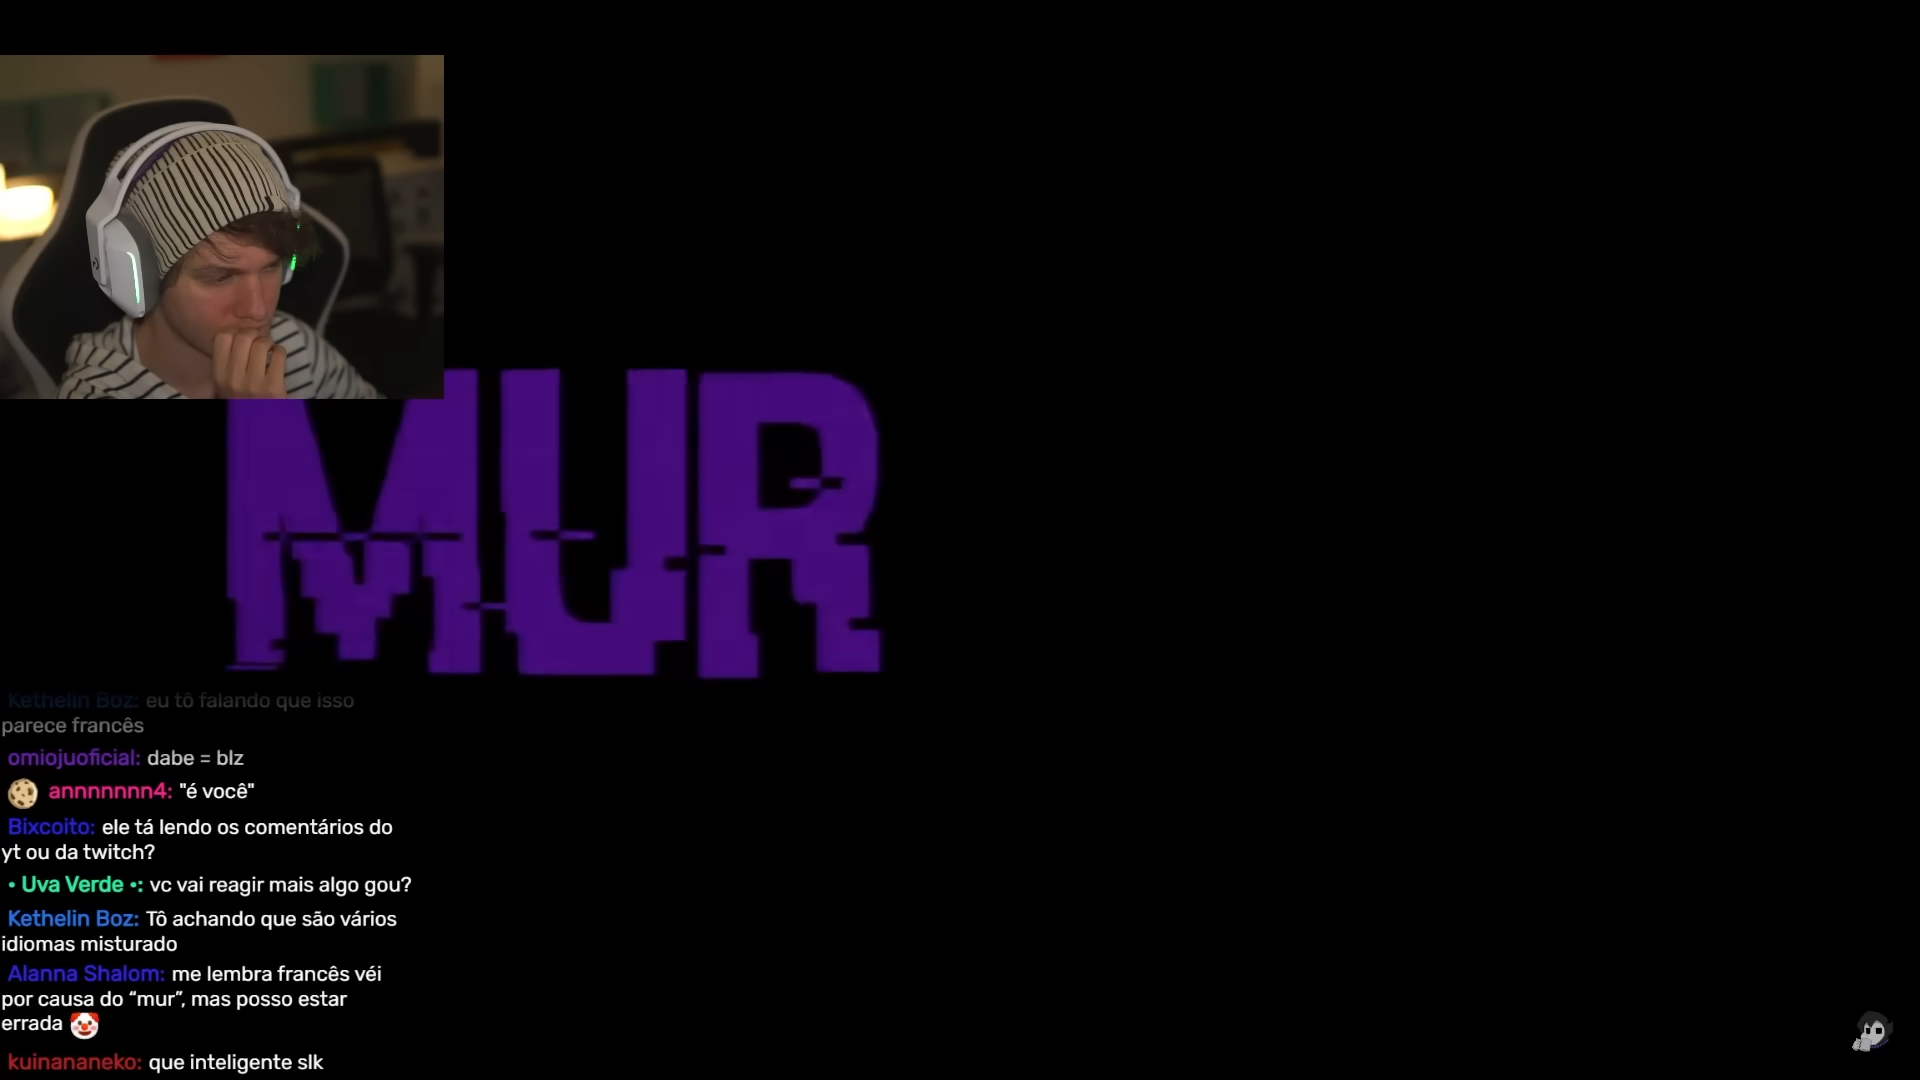 MUR
Kethelin Boz: eu tô falando que isso
parece francês
omiojuoficial: dabe = blz
annnnnnn4: "é você"
Bixcoito: ele tá lendo os comentários do
yt ou da twitch?
• Uva Verde •: vc vai reagir mais algo gou?
Kethelin Boz: Tô achando que são vários
idiomas misturado
Alanna Shalom: me lembra francês véi
por causa do “mur”, mas posso estar
errada 🤡
kuinananeko: que inteligente slk